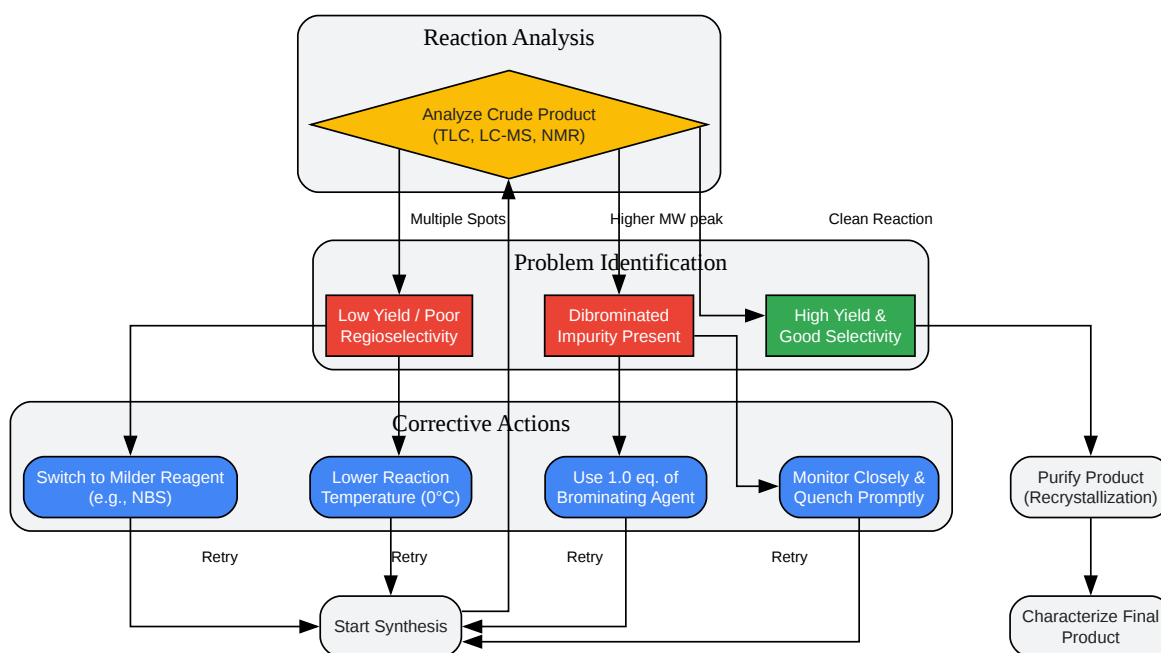 Reaction Analysis
Analyze Crude Product
(TLC, LC-MS, NMR)
Multiple Spots
Higher MW peak
Clean Reaction
Problem Identification
Low Yield / Poor
Regioselectivity
Dibrominated
Impurity Present
High Yield &
Good Selectivity
Corrective Actions
Switch to Milder Reagent
(e.g., NBS)
Lower Reaction
Temperature (0°C)
Use 1.0 eq. of
Brominating Agent
Monitor Closely &
Quench Promptly
Purify Product
(Recrystallization)
Retry
Retry
Retry
Retry
Start Synthesis
Characterize Final
Product